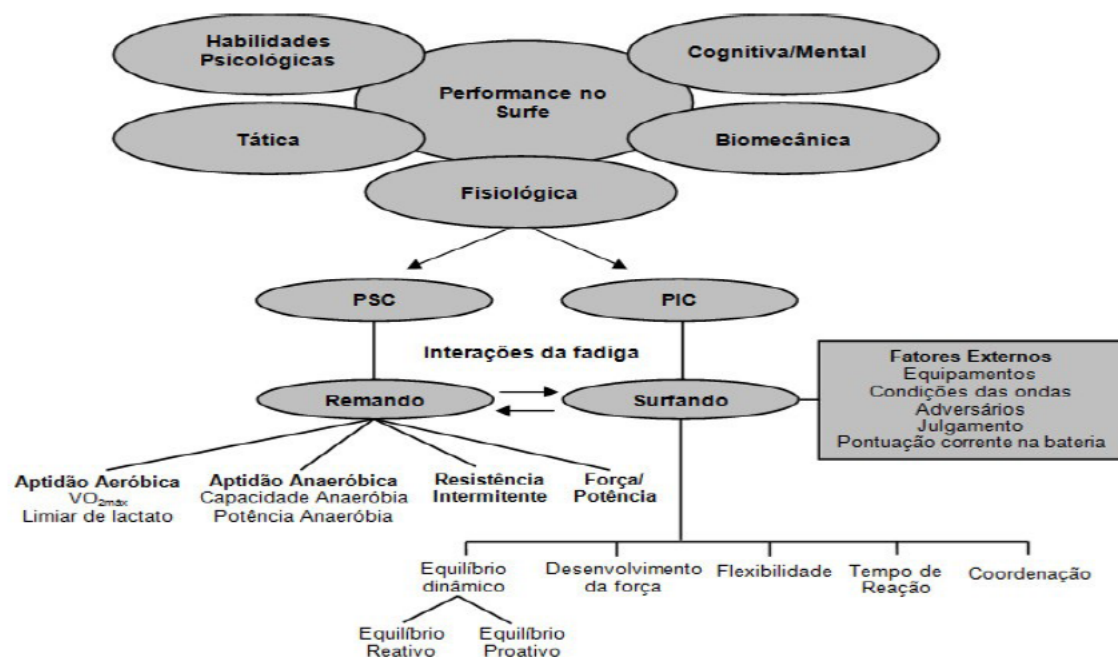 Habilidades
Psicológicas
Cognitiva/Mental
Performance no
Surfe
Tática
Biomecânica
Fisiológica
PSC
PIC
Interações da fadiga
Remando
Surfando
Fatores Externos
Equipamentos
Condições das ondas
Adversários
Julgamento
Pontuação corrente na bateria
Aptidão Aeróbica
VO2máx
Limiar de lactato
Aptidão Anaeróbica
Capacidade Anaeróbia
Potência Anaeróbia
Resistência
Intermitente
Força/
Potência
Equilíbrio
dinâmico
Desenvolvimento
da força
Flexibilidade
Tempo de
Reação
Coordenação
Equilíbrio
Reativo
Equilíbrio
Proativo